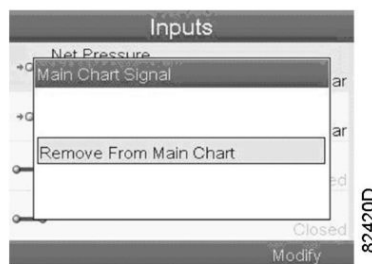 Inputs
Net Pressure
Main Chart Signal
ar
ar
Remove From Main Chart
ed
Closed
Modify
82420D